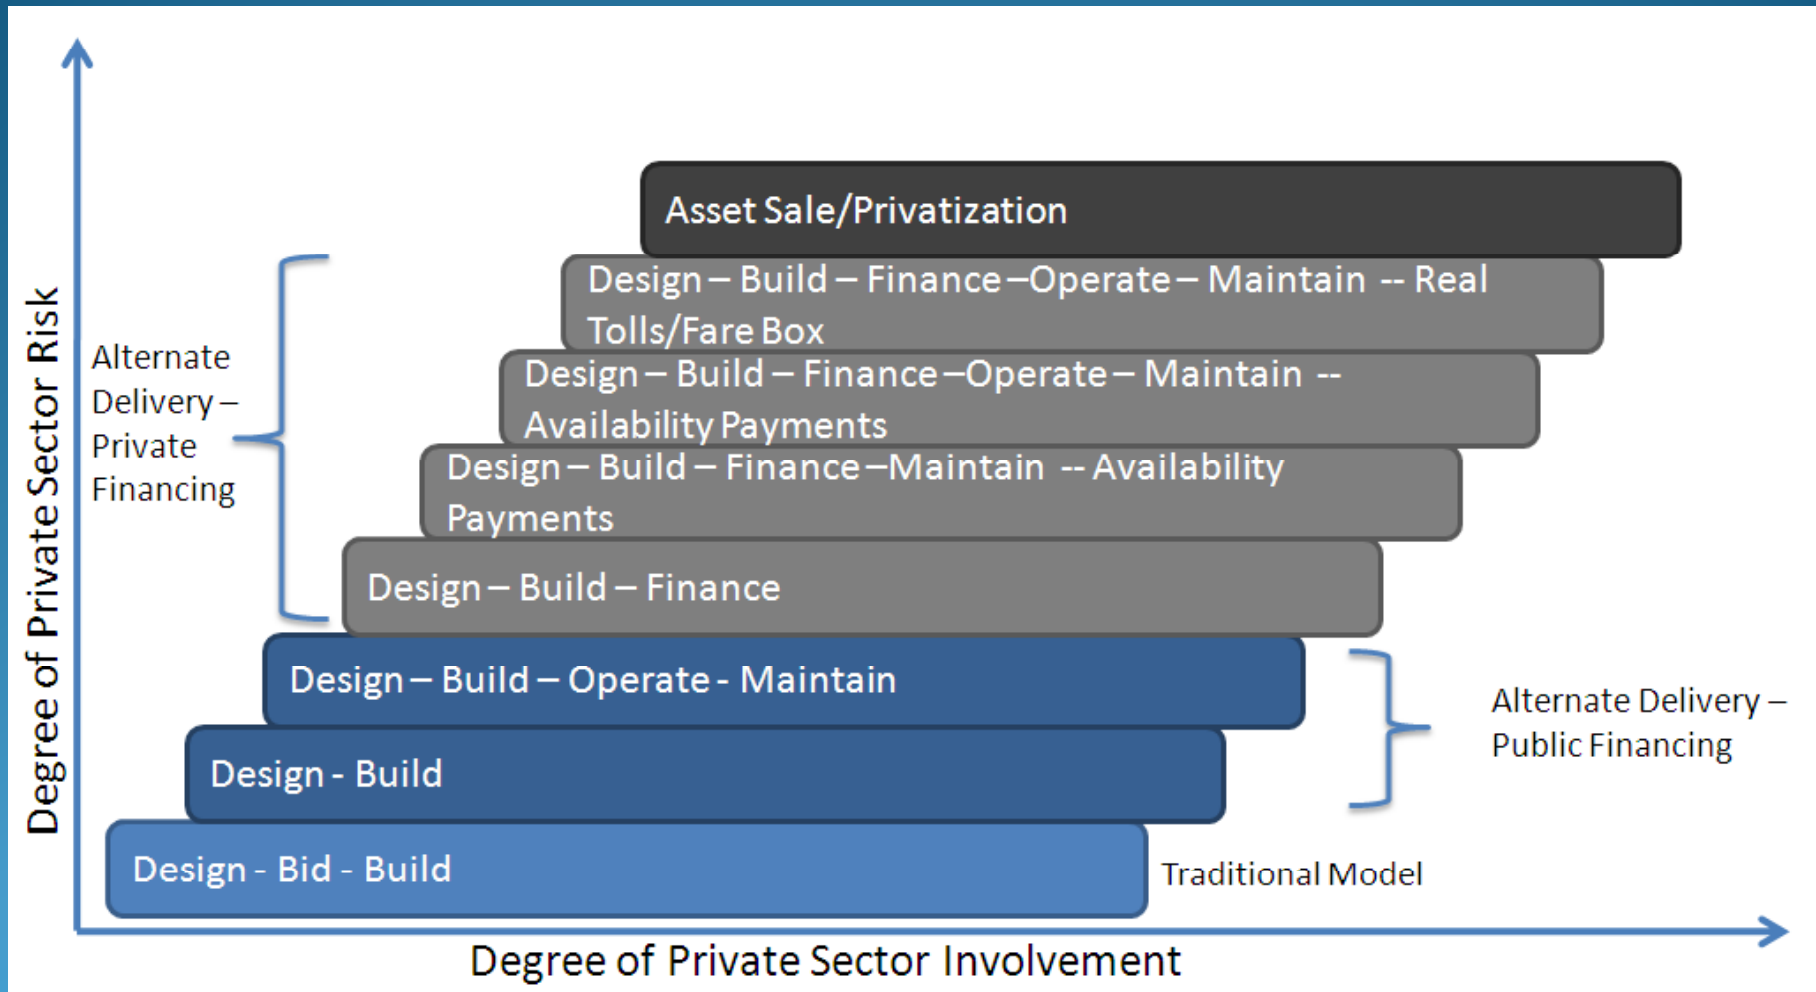 Degree of Private Sector Risk
Asset Sale/Privatization
Design – Build – Finance –Operate – Maintain -- Real
Tolls/Fare Box
Design – Build – Finance –Operate – Maintain --
Availability Payments
Design – Build – Finance –Maintain -- Availability
Payments
Design – Build – Finance
Alternate
Delivery –
Private
Financing
Design – Build – Operate - Maintain
Design - Build
Alternate Delivery –
Public Financing
Design - Bid - Build
Traditional Model
Degree of Private Sector Involvement